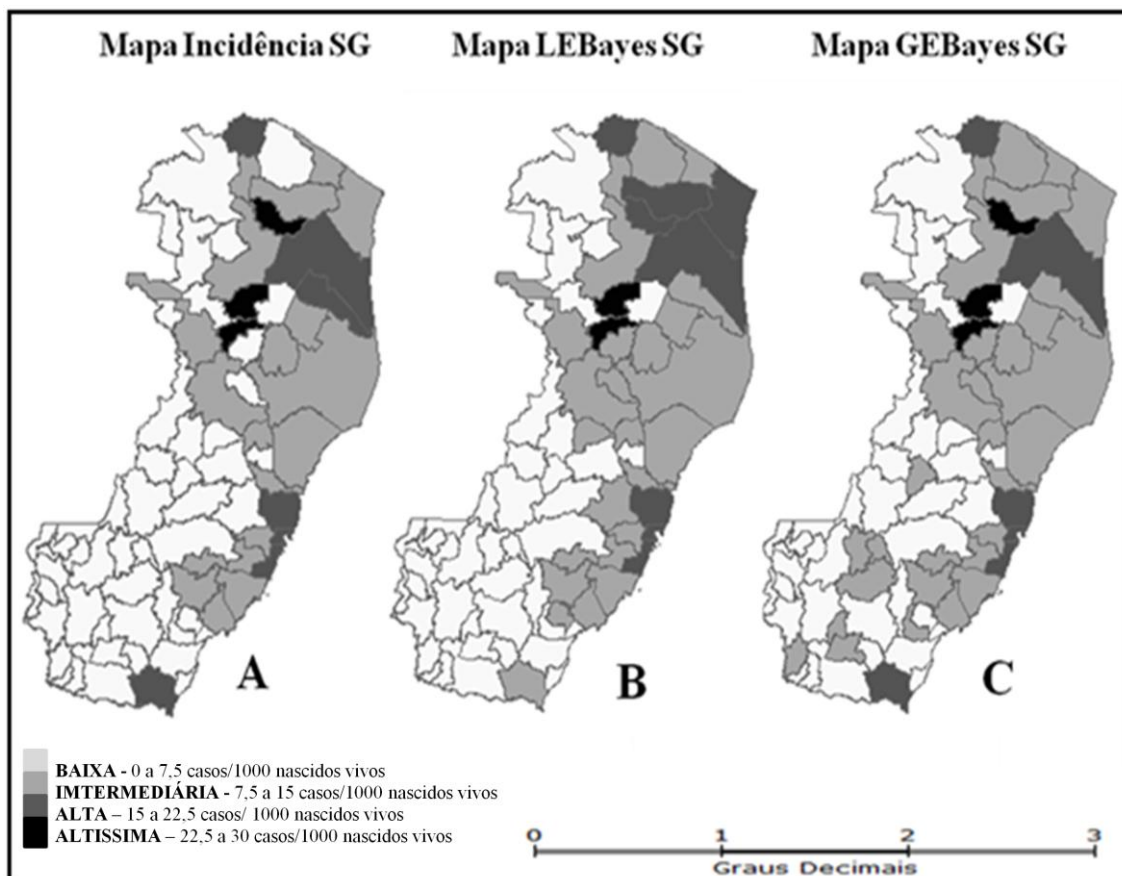 Mapa Incidência SG
Mapa LEBayes SG
Mapa GEBayes SG
A
B
C
BAIXA - 0 a 7,5 casos/1000 nascidos vivos
IMTERMEDIÁRIA - 7,5 a 15 casos/1000 nascidos vivos
ALTA – 15 a 22,5 casos/ 1000 nascidos vivos
ALTISSIMA – 22,5 a 30 casos/1000 nascidos vivos
0 1 2 3
Graus Decimais